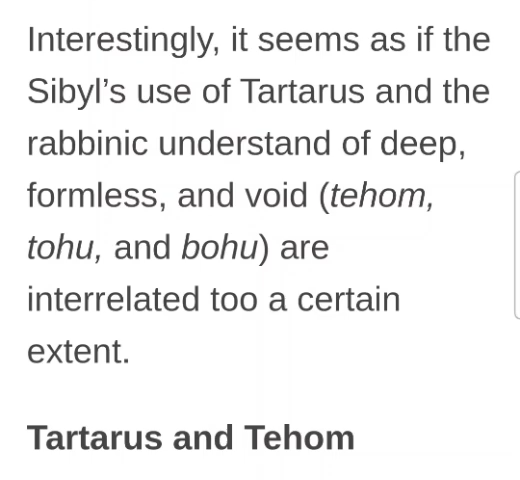 Interestingly, it seems as if the
Sibyl’s use of Tartarus and the
rabbinic understand of deep,
formless, and void (tehom,
tohu, and bohu) are
interrelated too a certain
extent.
Tartarus and Tehom